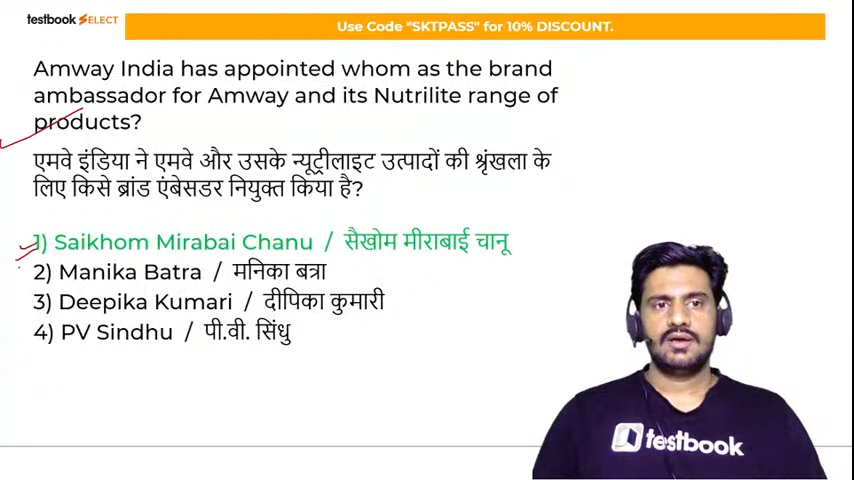 testbook SELECT
Use Code "SKTPASS" for 10% DISCOUNT.
Amway India has appointed whom as the brand
ambassador for Amway and its Nutrilite range of
products?
एमवे इंडिया ने एमवे और उसके न्यूट्रीलाइट उत्पादों की श्रृंखला के
लिए किसे ब्रांड एंबेसडर नियुक्त किया है?
1) Saikhom Mirabai Chanu / सैखोम मीराबाई चानू
2) Manika Batra / मनिका बत्रा
3) Deepika Kumari / दीपिका कुमारी
4) PV Sindhu / पी.वी. सिंधु
testbook